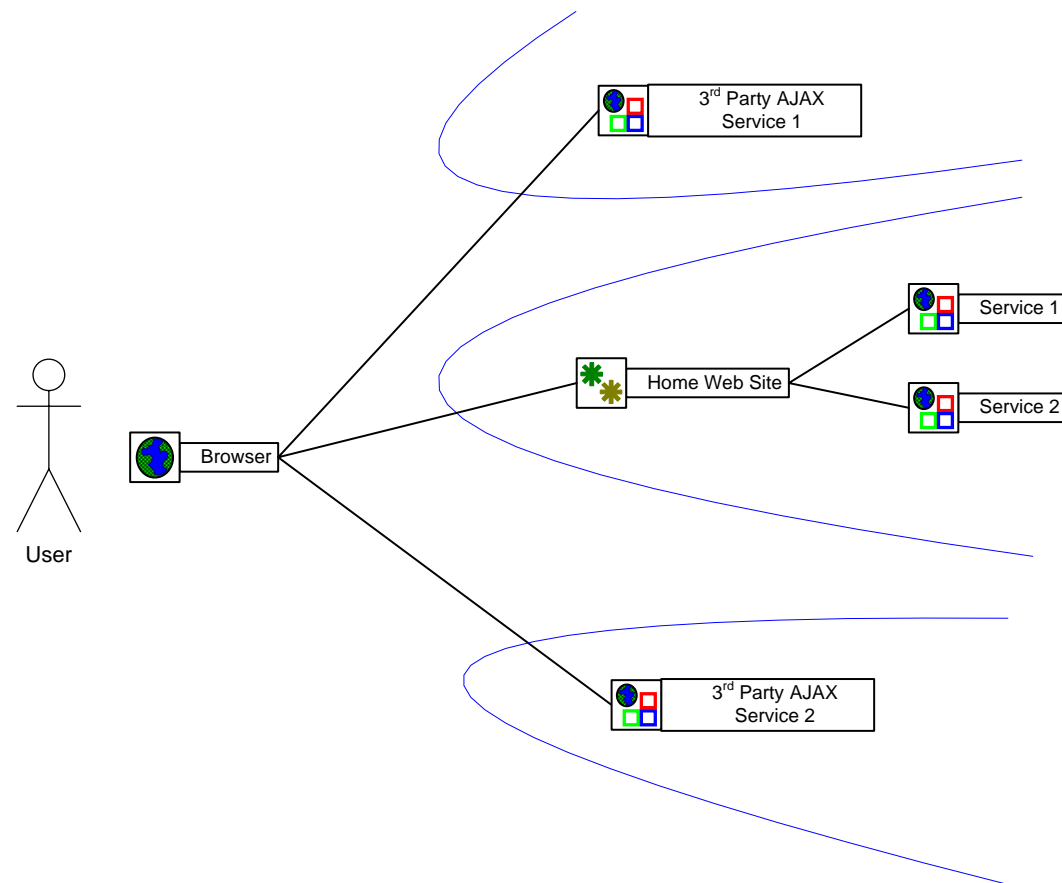 3rd Party AJAX
Service 1
Service 1
Home Web Site
Service 2
Browser
User
3rd Party AJAX
Service 2